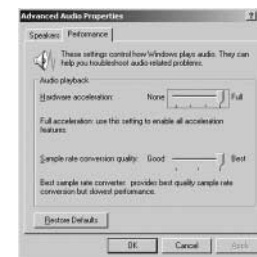 Advanced Audio Properties
?
Speakers Performance
These settings control how Windows plays audio. They can
help you troubleshoot audio related problems.
Audio playback
Hardware acceleration: None Full
Full acceleration: use this setting to enable all acceleration
features.
Sample rate conversion quality: Good Best
Best sample rate converter: provides best quality sample rate
conversion but slowest performance.
Restore Defaults
OK Cancel Apply